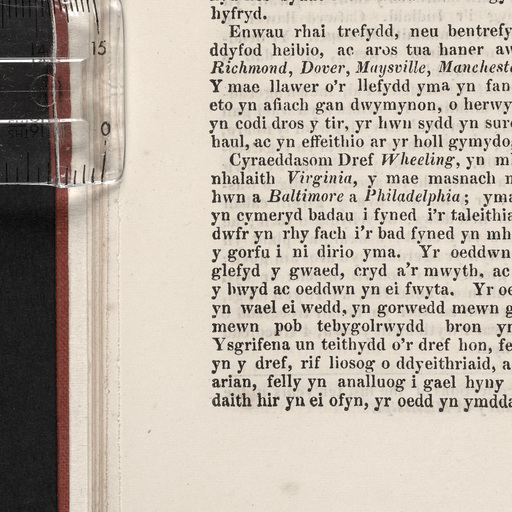 hyfryd.
Enwau rhai trefydd, neu bentrefy
ddyfod heibio, ac aros tua haner aw
Richmond, Dover, Maysville, Manchest
Y mae llawer o'r llefydd yma yn fan
eto yn afiach gan dwymynon, o herwy
yn codi dros y tir, yr hwn sydd yn sur
haul, ac yn effeithio ar yr holl gymydo
Cyraeddasom Dref Wheeling, yn m
nhalaith Virginia, y mae masnach m
hwn a Baltimore a Philadelphia; yma
yn cymeryd badau i fyned i'r taleithia
dwfr yn rhy fach i'r bad fyned yn mh
y gorfu i ni dirio yma. Yr oeddwn
glefyd y gwaed, cryd a'r mwyth, ac
y bwyd ac oeddwn yn ei fwyta. Yr oe
yn wael ei wedd, yn gorwedd mewn g
mewn pob tebygolrwydd bron yn
Ysgrifena un teithydd o'r dref hon, fe
yn y dref, rif liosog o ddyeithriaid, a
arian, felly yn analluog i gael hyny
daith hir yn ei ofyn, yr oedd yn ymdda
15
0